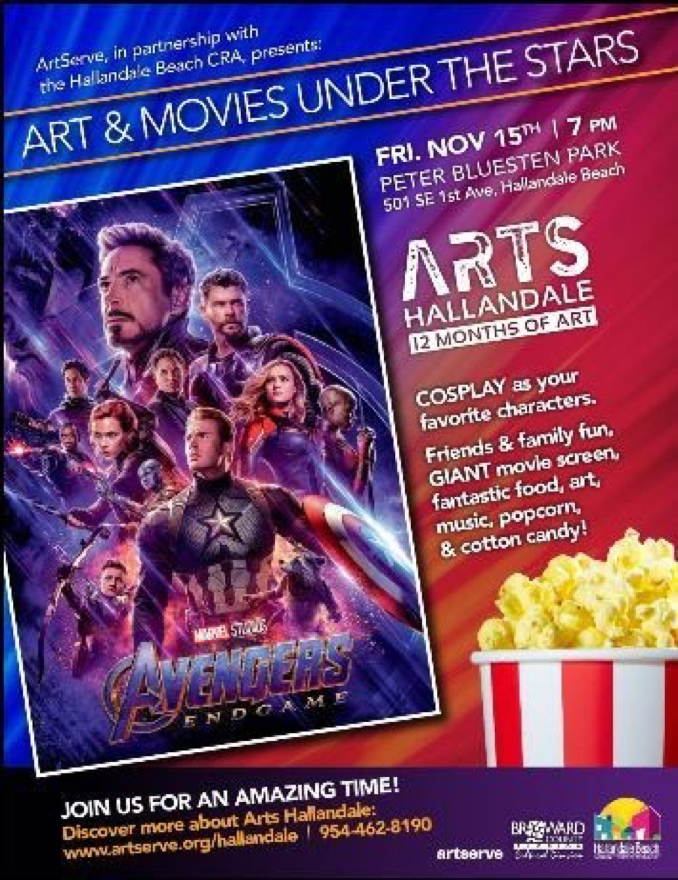 ArtServe, in partnership with
the Hallandale Beach CRA, presents:
ART & MOVIES UNDER THE STARS
FRI. NOV 15TH | 7 PM
PETER BLUESTEN PARK
501 SE 1st Ave, Hallandale Beach
ARTS
HALLANDALE
12 MONTHS OF ART
COSPLAY as your
favorite characters.
Friends & family fun,
GIANT movie screen,
fantastic food, art,
music, popcorn,
& cotton candy!
MARVEL STUDIOS
AVENGERS
ENDGAME
JOIN US FOR AN AMAZING TIME!
Discover more about Arts Hallandale:
www.artserve.org/hallandale | 954-462-8190
artserve
BROWARD
COUNTY
Hallandale Beach